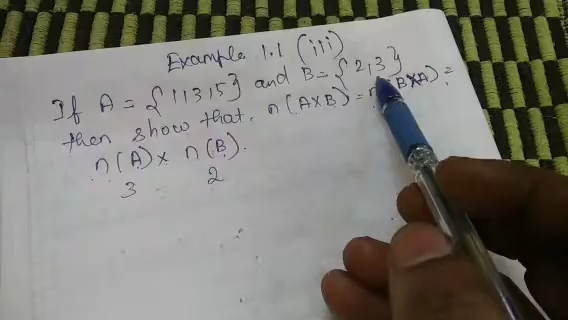 Example 1.1 (iii)
If A = {1,3,5} and B = {2,3}
then show that n(A×B) = n(B×A) =
n(A) × n(B).
3 2